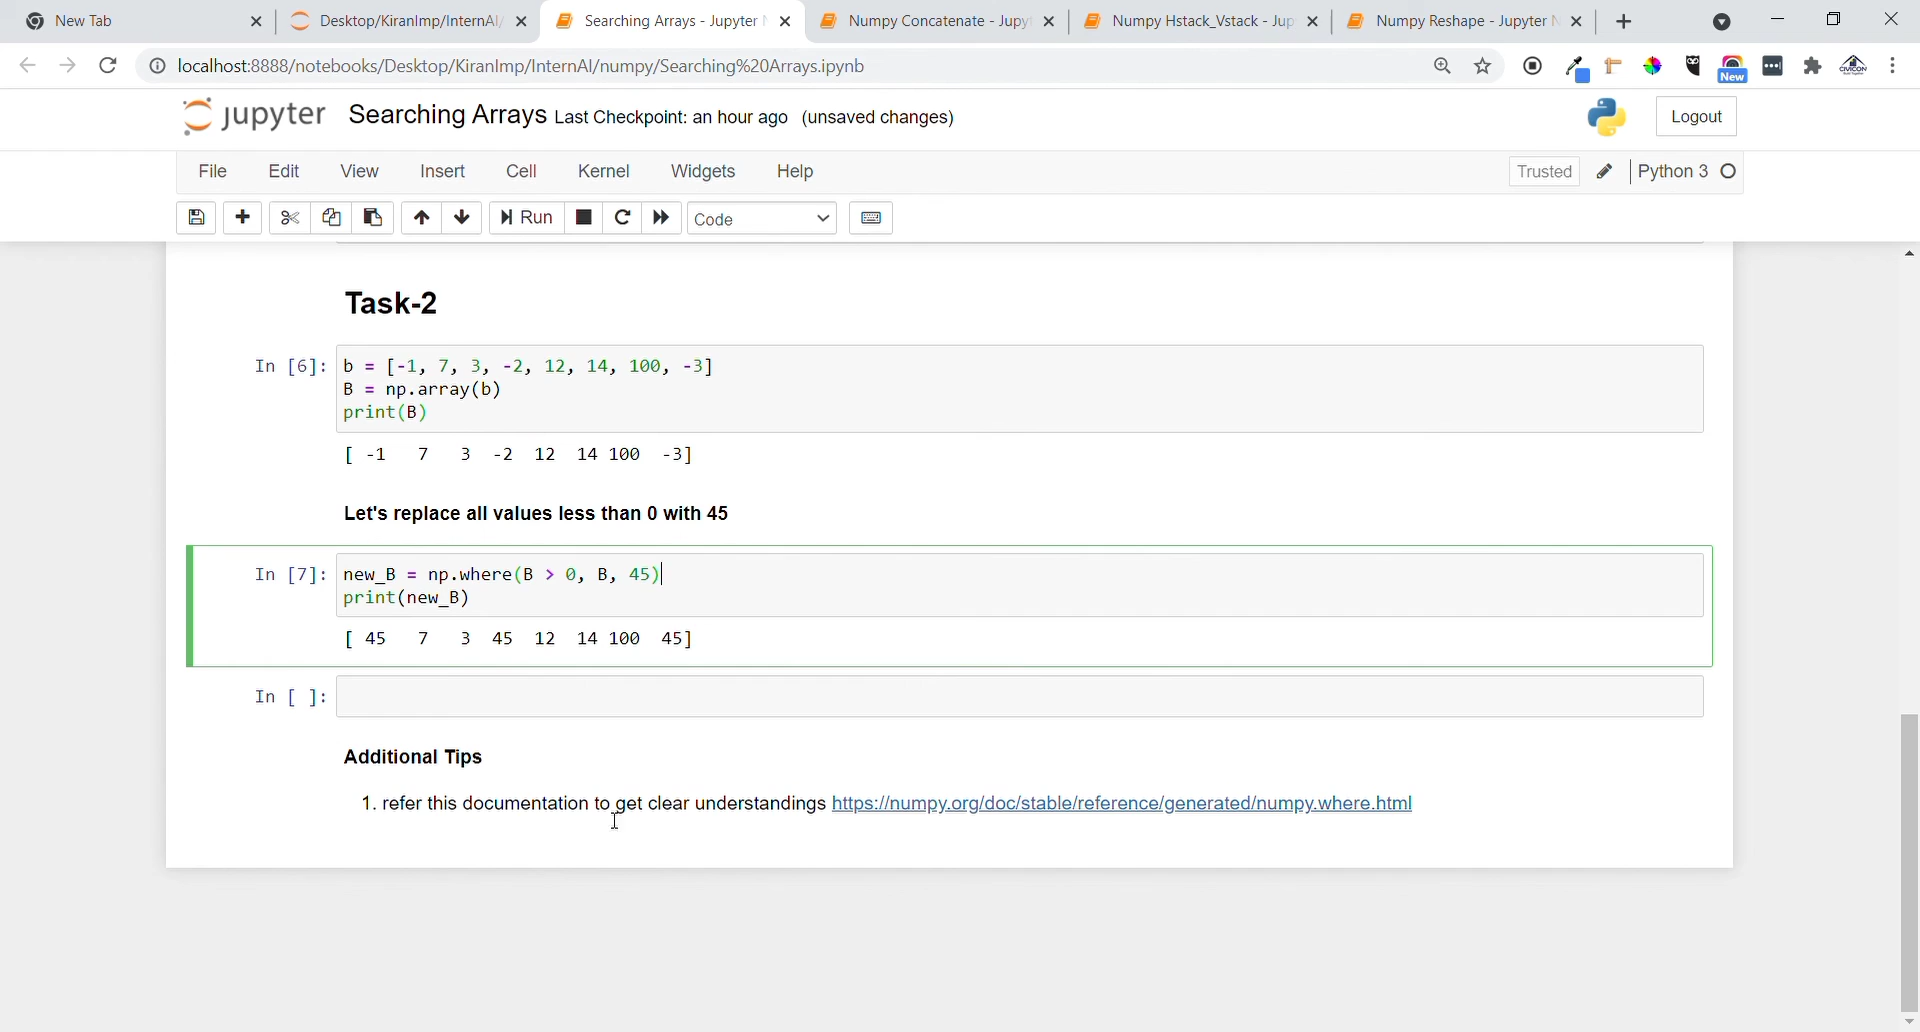 New Tab
Desktop/KiranImp/InternAI/
Searching Arrays - Jupyter
Numpy Concatenate - Jupy
Numpy Hstack_Vstack - Jup
Numpy Reshape - Jupyter
localhost:8888/notebooks/Desktop/KiranImp/InternAI/numpy/Searching%20Arrays.ipynb
New
CIVICON
jupyter Searching Arrays Last Checkpoint: an hour ago (unsaved changes)
Logout
File Edit View Insert Cell Kernel Widgets Help
Trusted
Python 3
Run
Code
Task-2
In [6]: b = [-1, 7, 3, -2, 12, 14, 100, -3]
B = np.array(b)
print(B)
[ -1 7 3 -2 12 14 100 -3]
Let's replace all values less than 0 with 45
In [7]: new_B = np.where(B > 0, B, 45)
print(new_B)
[ 45 7 3 45 12 14 100 45]
In [ ]:
Additional Tips
1. refer this documentation to get clear understandings https://numpy.org/doc/stable/reference/generated/numpy.where.html